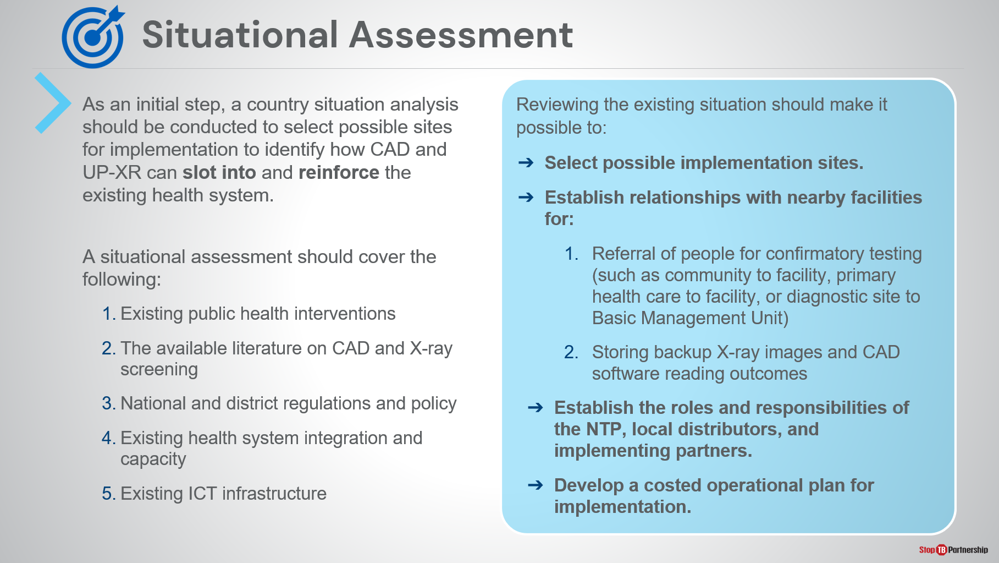 Situational Assessment
As an initial step, a country situation analysis
should be conducted to select possible sites
for implementation to identify how CAD and
UP-XR can slot into and reinforce the
existing health system.
A situational assessment should cover the
following:
1. Existing public health interventions
2. The available literature on CAD and X-ray
screening
3. National and district regulations and policy
4. Existing health system integration and
capacity
5. Existing ICT infrastructure
Reviewing the existing situation should make it
possible to:
➔ Select possible implementation sites.
➔ Establish relationships with nearby facilities
for:
1. Referral of people for confirmatory testing
(such as community to facility, primary
health care to facility, or diagnostic site to
Basic Management Unit)
2. Storing backup X-ray images and CAD
software reading outcomes
➔ Establish the roles and responsibilities of
the NTP, local distributors, and
implementing partners.
➔ Develop a costed operational plan for
implementation.
Stop TB Partnership